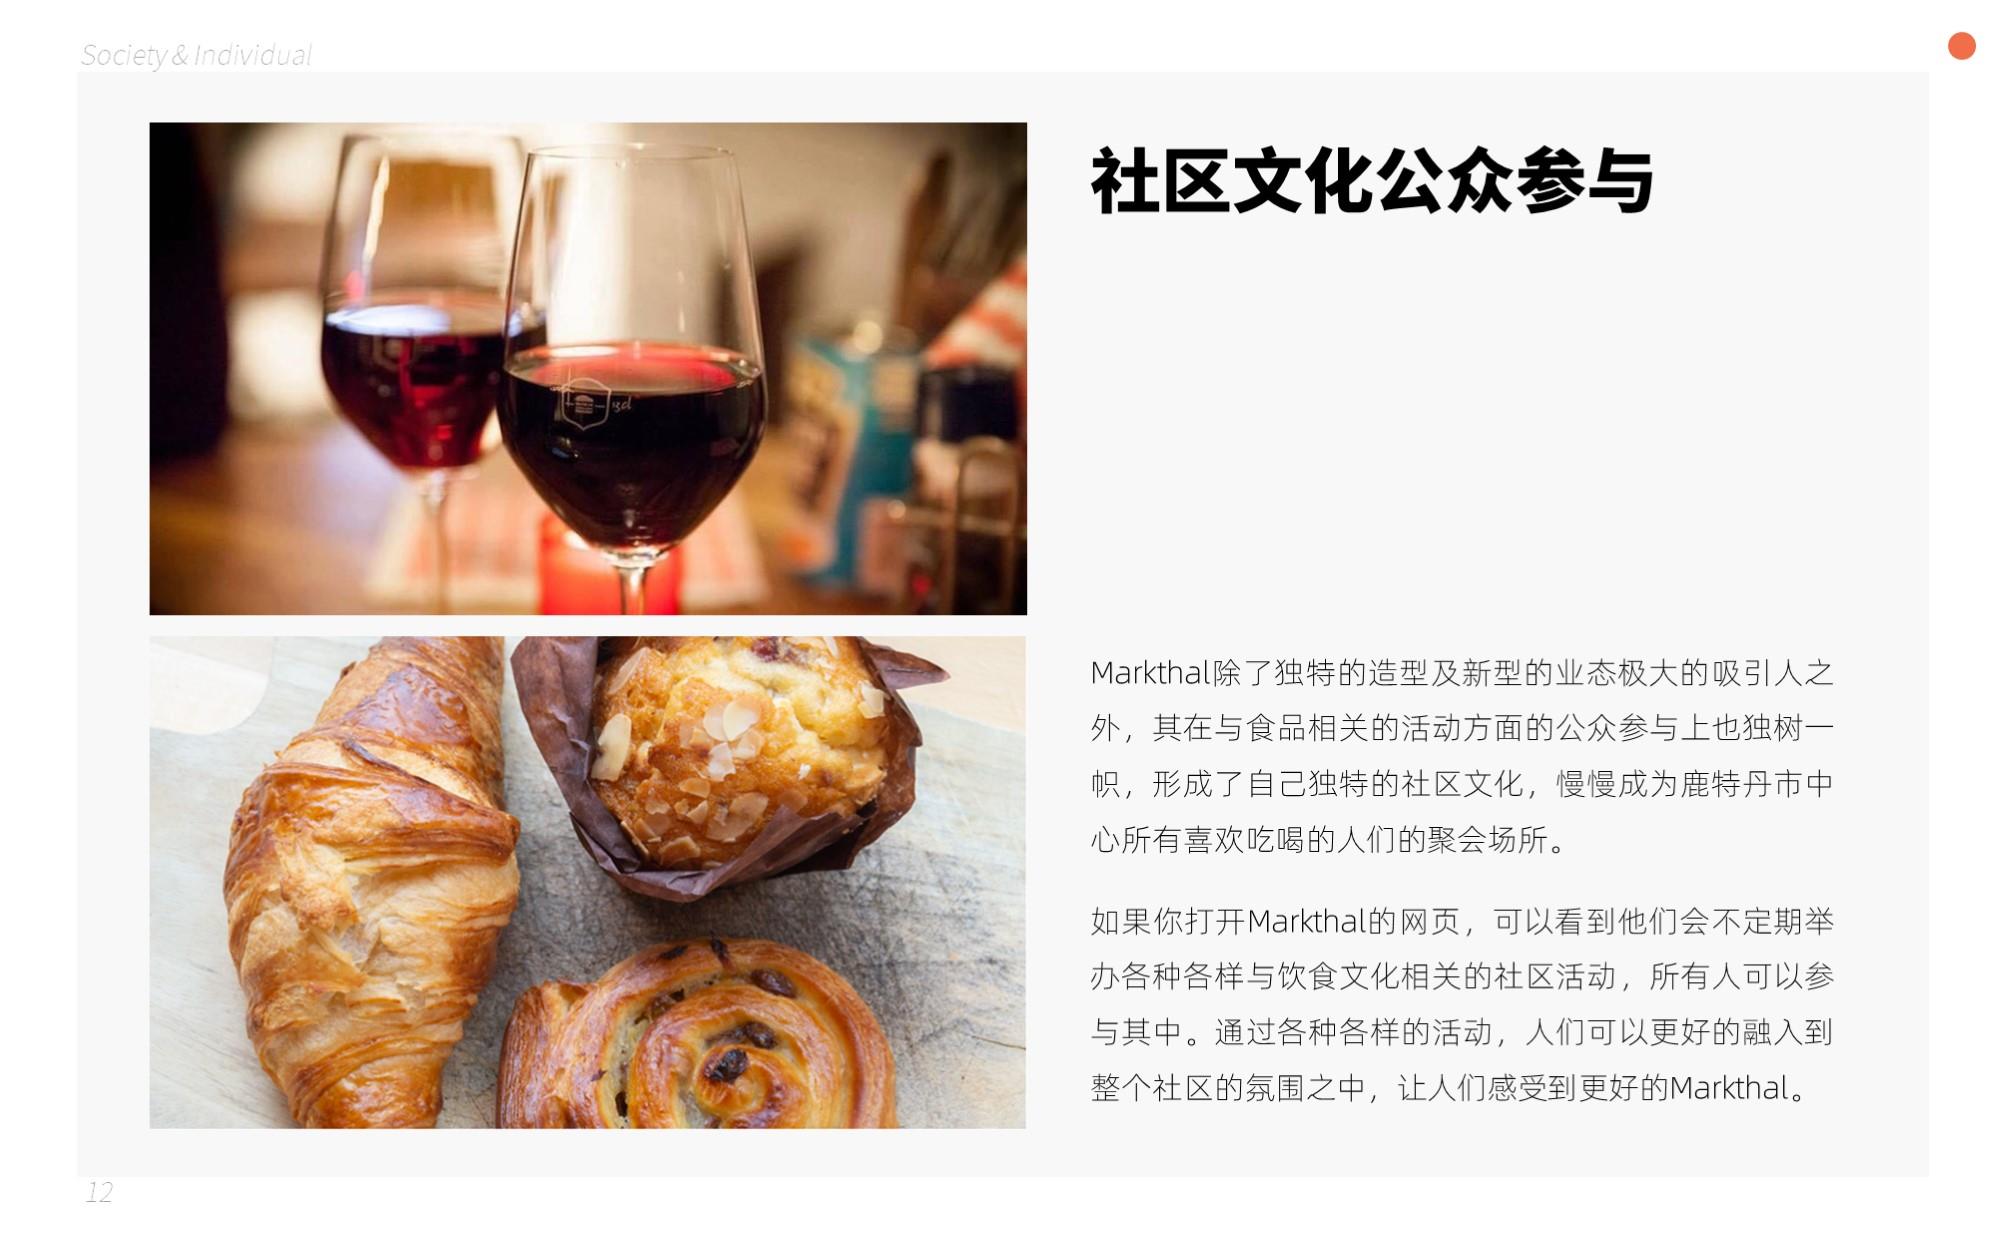 Society & Individual
社区文化公众参与
Markthal除了独特的造型及新型的业态极大的吸引人之
外，其在与食品相关的活动方面的公众参与上也独树一
帜，形成了自己独特的社区文化，慢慢成为鹿特丹市中
心所有喜欢吃喝的人们的聚会场所。
如果你打开Markthal的网页，可以看到他们会不定期举
办各种各样与饮食文化相关的社区活动，所有人可以参
与其中。通过各种各样的活动，人们可以更好的融入到
整个社区的氛围之中，让人们感受到更好的Markthal。
12